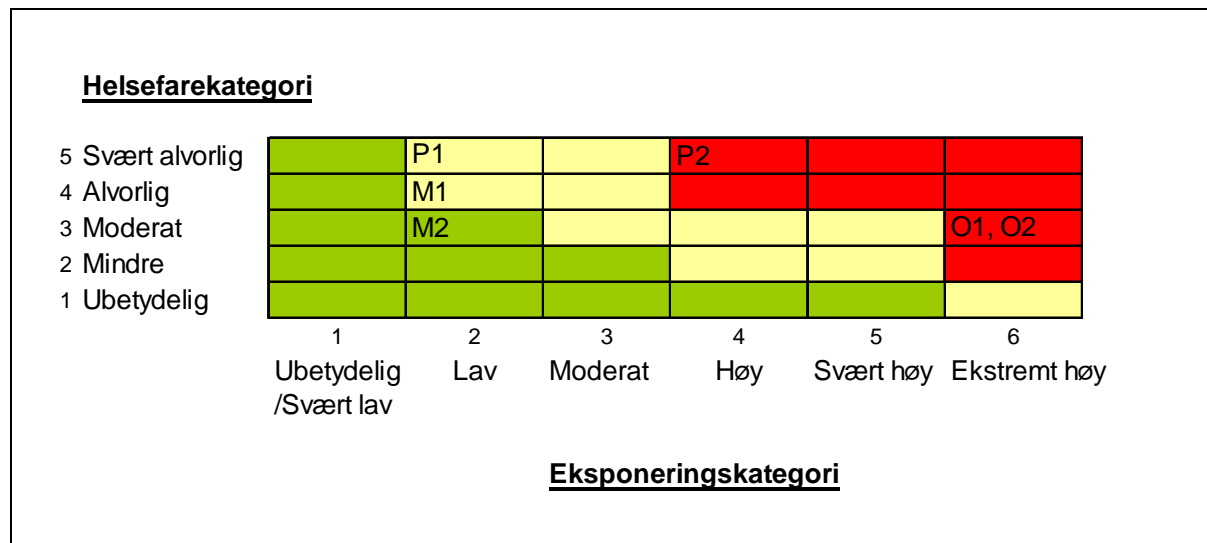 Helsefarekategori
5 Svært alvorlig P1 P2
4 Alvorlig M1
3 Moderat M2 O1, O2
2 Mindre
1 Ubetydelig
1 2 3 4 5 6
Ubetydelig Lav Moderat Høy Svært høy Ekstremt høy
/Svært lav
Eksponeringskategori